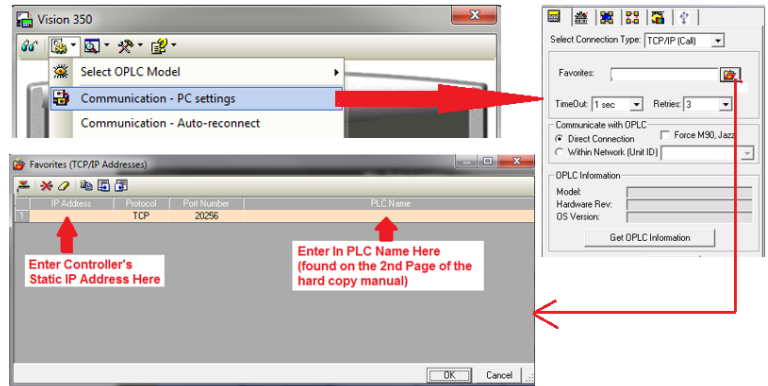 Vision 350
Select OPLC Model
Communication - PC settings
Communication - Auto-reconnect
Select Connection Type: TCP/IP (Call)
Favorites:
TimeOut: 1 sec Retries: 3
Communicate with OPLC
Direct Connection Force M90, Jazz
Within Network (Unit ID)
OPLC Information
Model:
Hardware Rev:
OS Version:
Get OPLC Information
Favorites (TCP/IP Addresses)
IP Address Protocol Port Number PLC Name
1 TCP 20256
Enter Controller's
Static IP Address Here
Enter In PLC Name Here
(found on the 2nd Page of the
hard copy manual)
OK Cancel